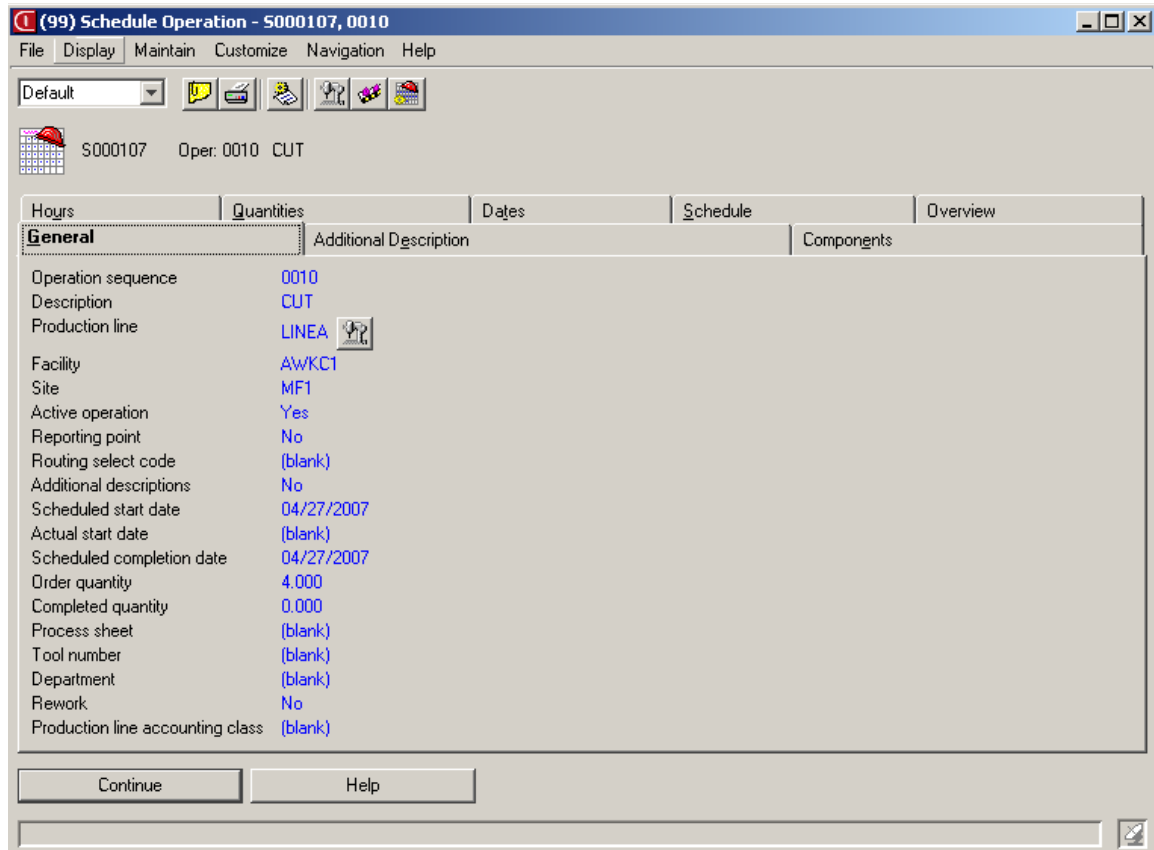 (99) Schedule Operation - S000107, 0010
File Display Maintain Customize Navigation Help
Default
S000107 Oper: 0010 CUT
Hours Quantities Dates Schedule Overview
General Additional Description Components
Operation sequence 0010
Description CUT
Production line LINEA
Facility AWKC1
Site MF1
Active operation Yes
Reporting point No
Routing select code (blank)
Additional descriptions No
Scheduled start date 04/27/2007
Actual start date (blank)
Scheduled completion date 04/27/2007
Order quantity 4.000
Completed quantity 0.000
Process sheet (blank)
Tool number (blank)
Department (blank)
Rework No
Production line accounting class (blank)
Continue Help